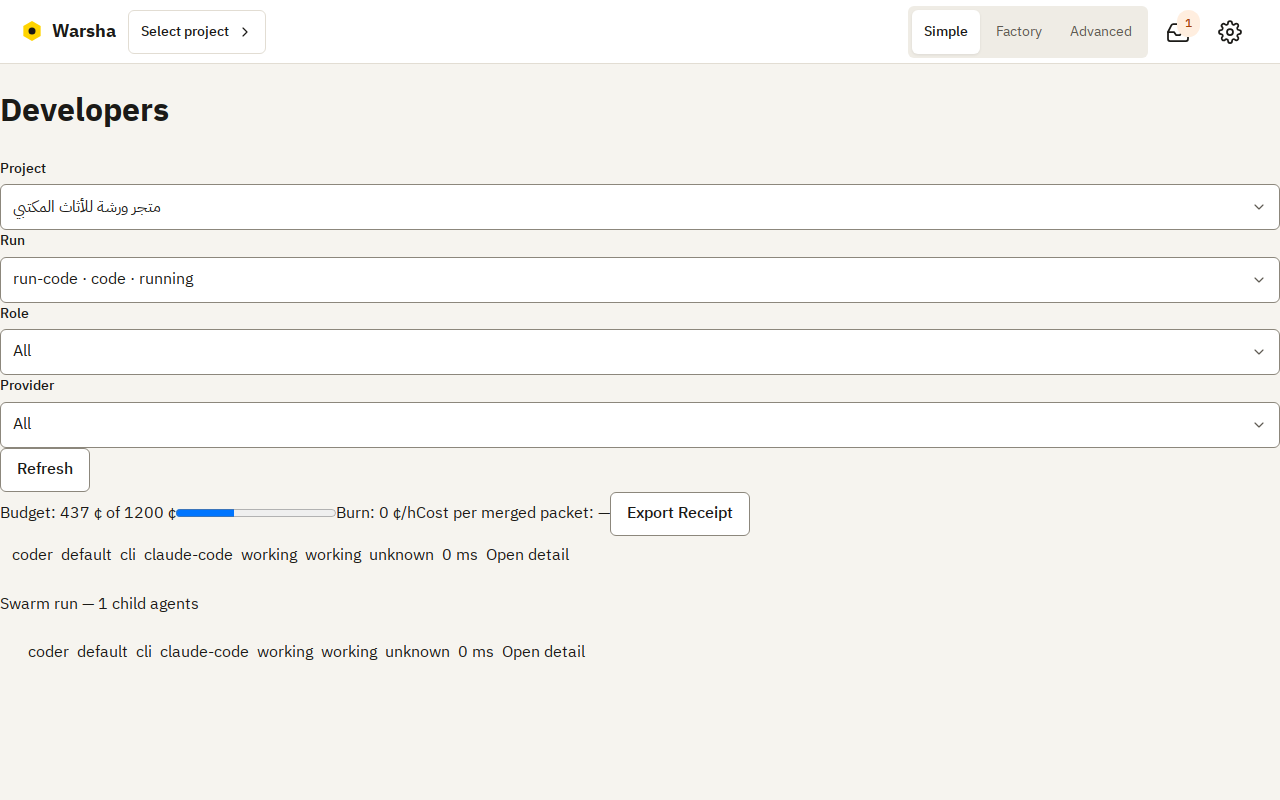 Warsha Select project Simple Factory Advanced 1
Developers
Project
متجر ورشة للأثاث المكتبي
Run
run-code · code · running
Role
All
Provider
All
Refresh
Budget: 437 ¢ of 1200 ¢ Burn: 0 ¢/hCost per merged packet: — Export Receipt
coder default cli claude-code working working unknown 0 ms Open detail
Swarm run — 1 child agents
coder default cli claude-code working working unknown 0 ms Open detail